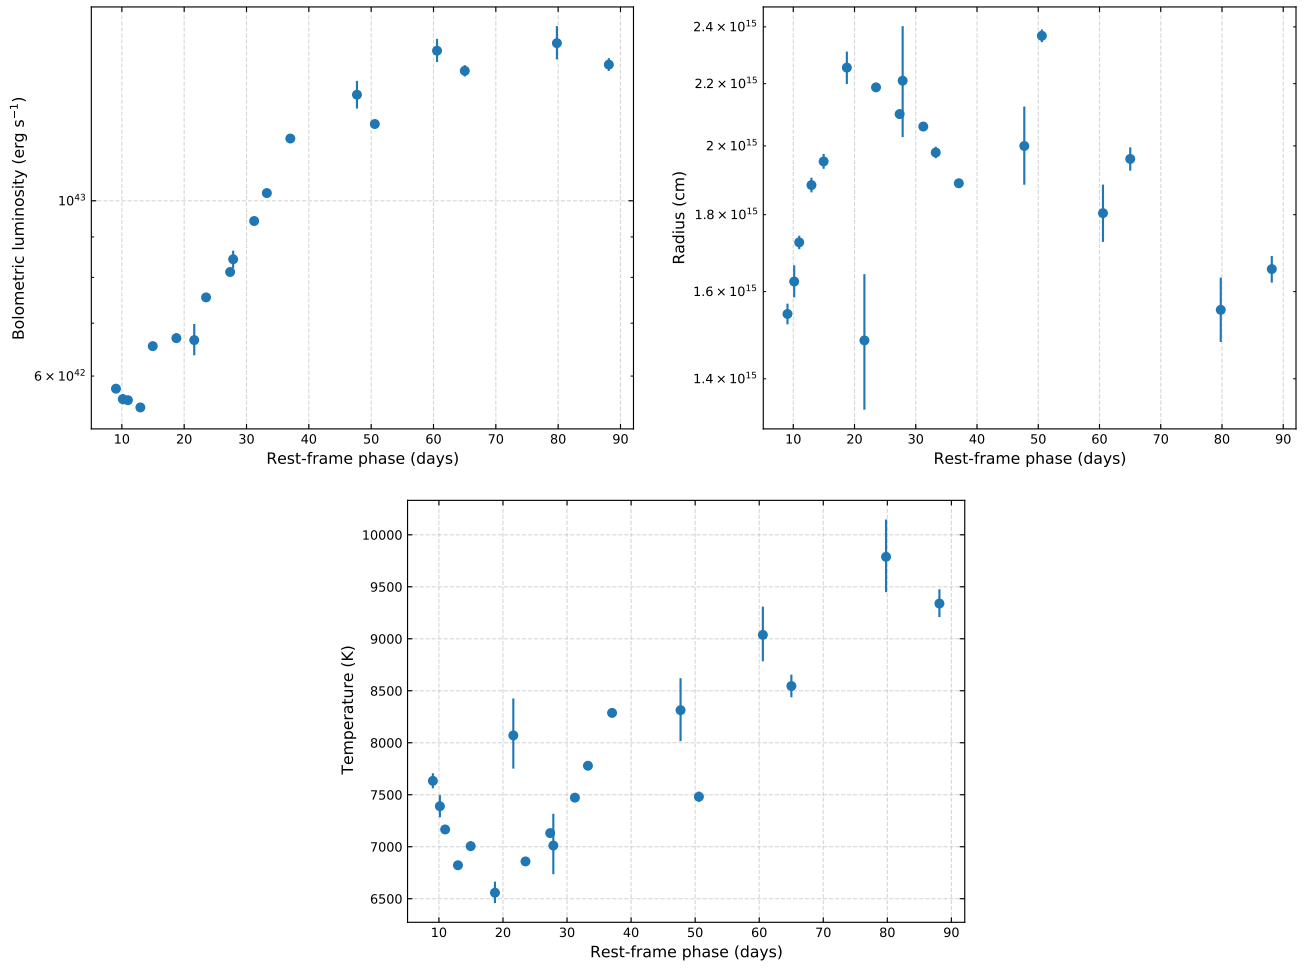 Bolometric luminosity (erg s⁻¹)
10⁴³
6 × 10⁴²
10 20 30 40 50 60 70 80 90
Rest-frame phase (days)
Radius (cm)
2.4 × 10¹⁵
2.2 × 10¹⁵
2 × 10¹⁵
1.8 × 10¹⁵
1.6 × 10¹⁵
1.4 × 10¹⁵
10 20 30 40 50 60 70 80 90
Rest-frame phase (days)
Temperature (K)
10000
9500
9000
8500
8000
7500
7000
6500
10 20 30 40 50 60 70 80 90
Rest-frame phase (days)